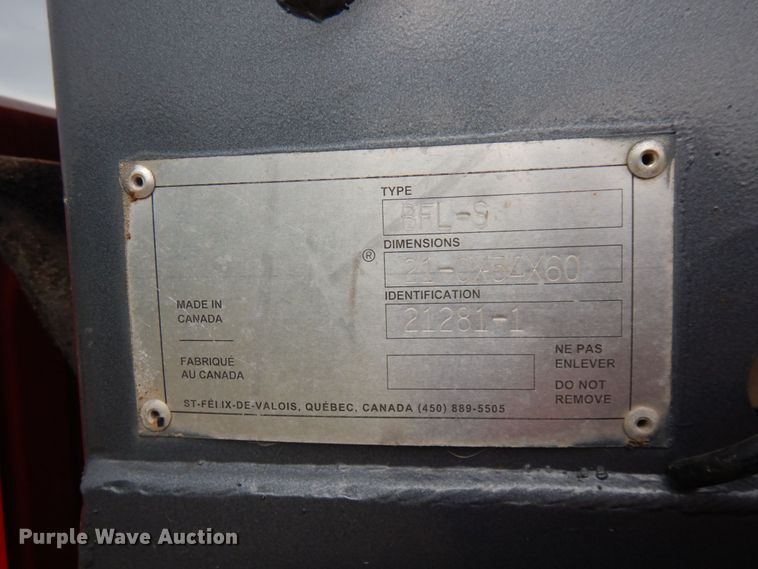 TYPE
BFL-S
DIMENSIONS
®
IDENTIFICATION
21281-1
MADE IN
CANADA
FABRIQUÉ
AU CANADA
NE PAS
ENLEVER
DO NOT
REMOVE
ST-FÉLIX-DE-VALOIS, QUÉBEC, CANADA (450) 889-5505
Purple Wave Auction